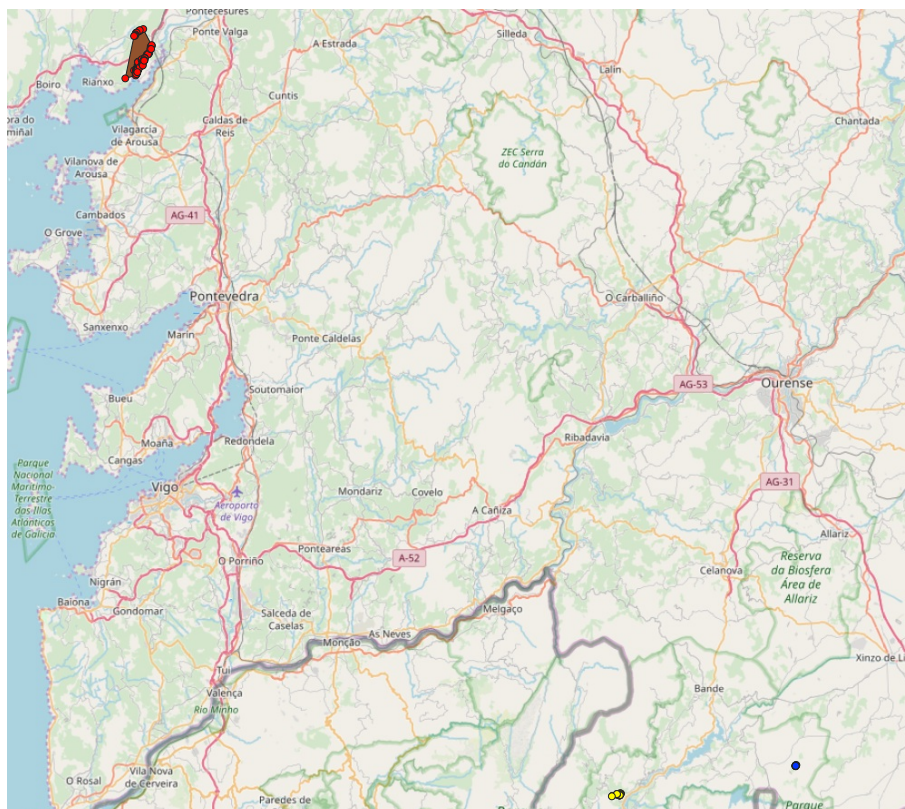 Pontecesures
Ponte Valga
Silleda
A Estrada
Lalín
Rianxo
Boiro
Cuntis
Chantada
Caldas de
Reis
Vilagarcía
de Arousa
ZEC Serra
do Candán
Vilanova de
Arousa
Cambados
AG-41
O Grove
Pontevedra
O Carballiño
Sanxenxo
Marín
Ponte Caldelas
AG-53
Ourense
Soutomaior
Bueu
Moaña
Redondela
Ribadavia
Cangas
Parque
Nacional
Marítimo-
Terrestre
das Illas
Atlánticas
de Galicia
Vigo
Aeroporto
de Vigo
Mondariz
Covelo
AG-31
A Cañiza
Allariz
Ponteareas
A-52
O Porriño
Reserva
da Biosfera
Área de
Allariz
Celanova
Nigrán
Baiona
Gondomar
Salceda de
Caselas
Melgaço
As Neves
Monção
Xinzo de Li
Tui
Valença
Rio Minho
Bande
O Rosal
Vila Nova
de Cerveira
Paredes de
Parque